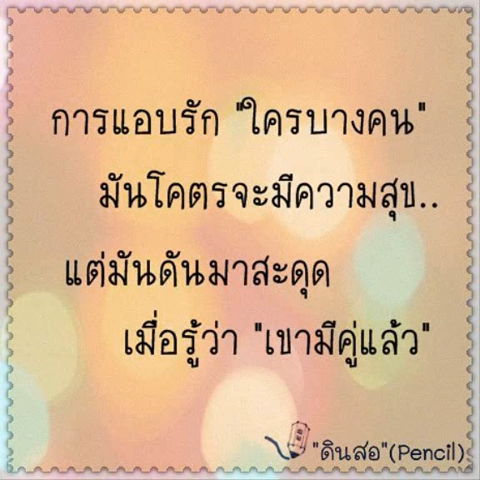 การแอบรัก "ใครบางคน"
มันโคตรจะมีความสุข..
แต่มันดันมาสะดุด
เมื่อรู้ว่า "เขามีคู่แล้ว"
"ดินสอ"(Pencil)